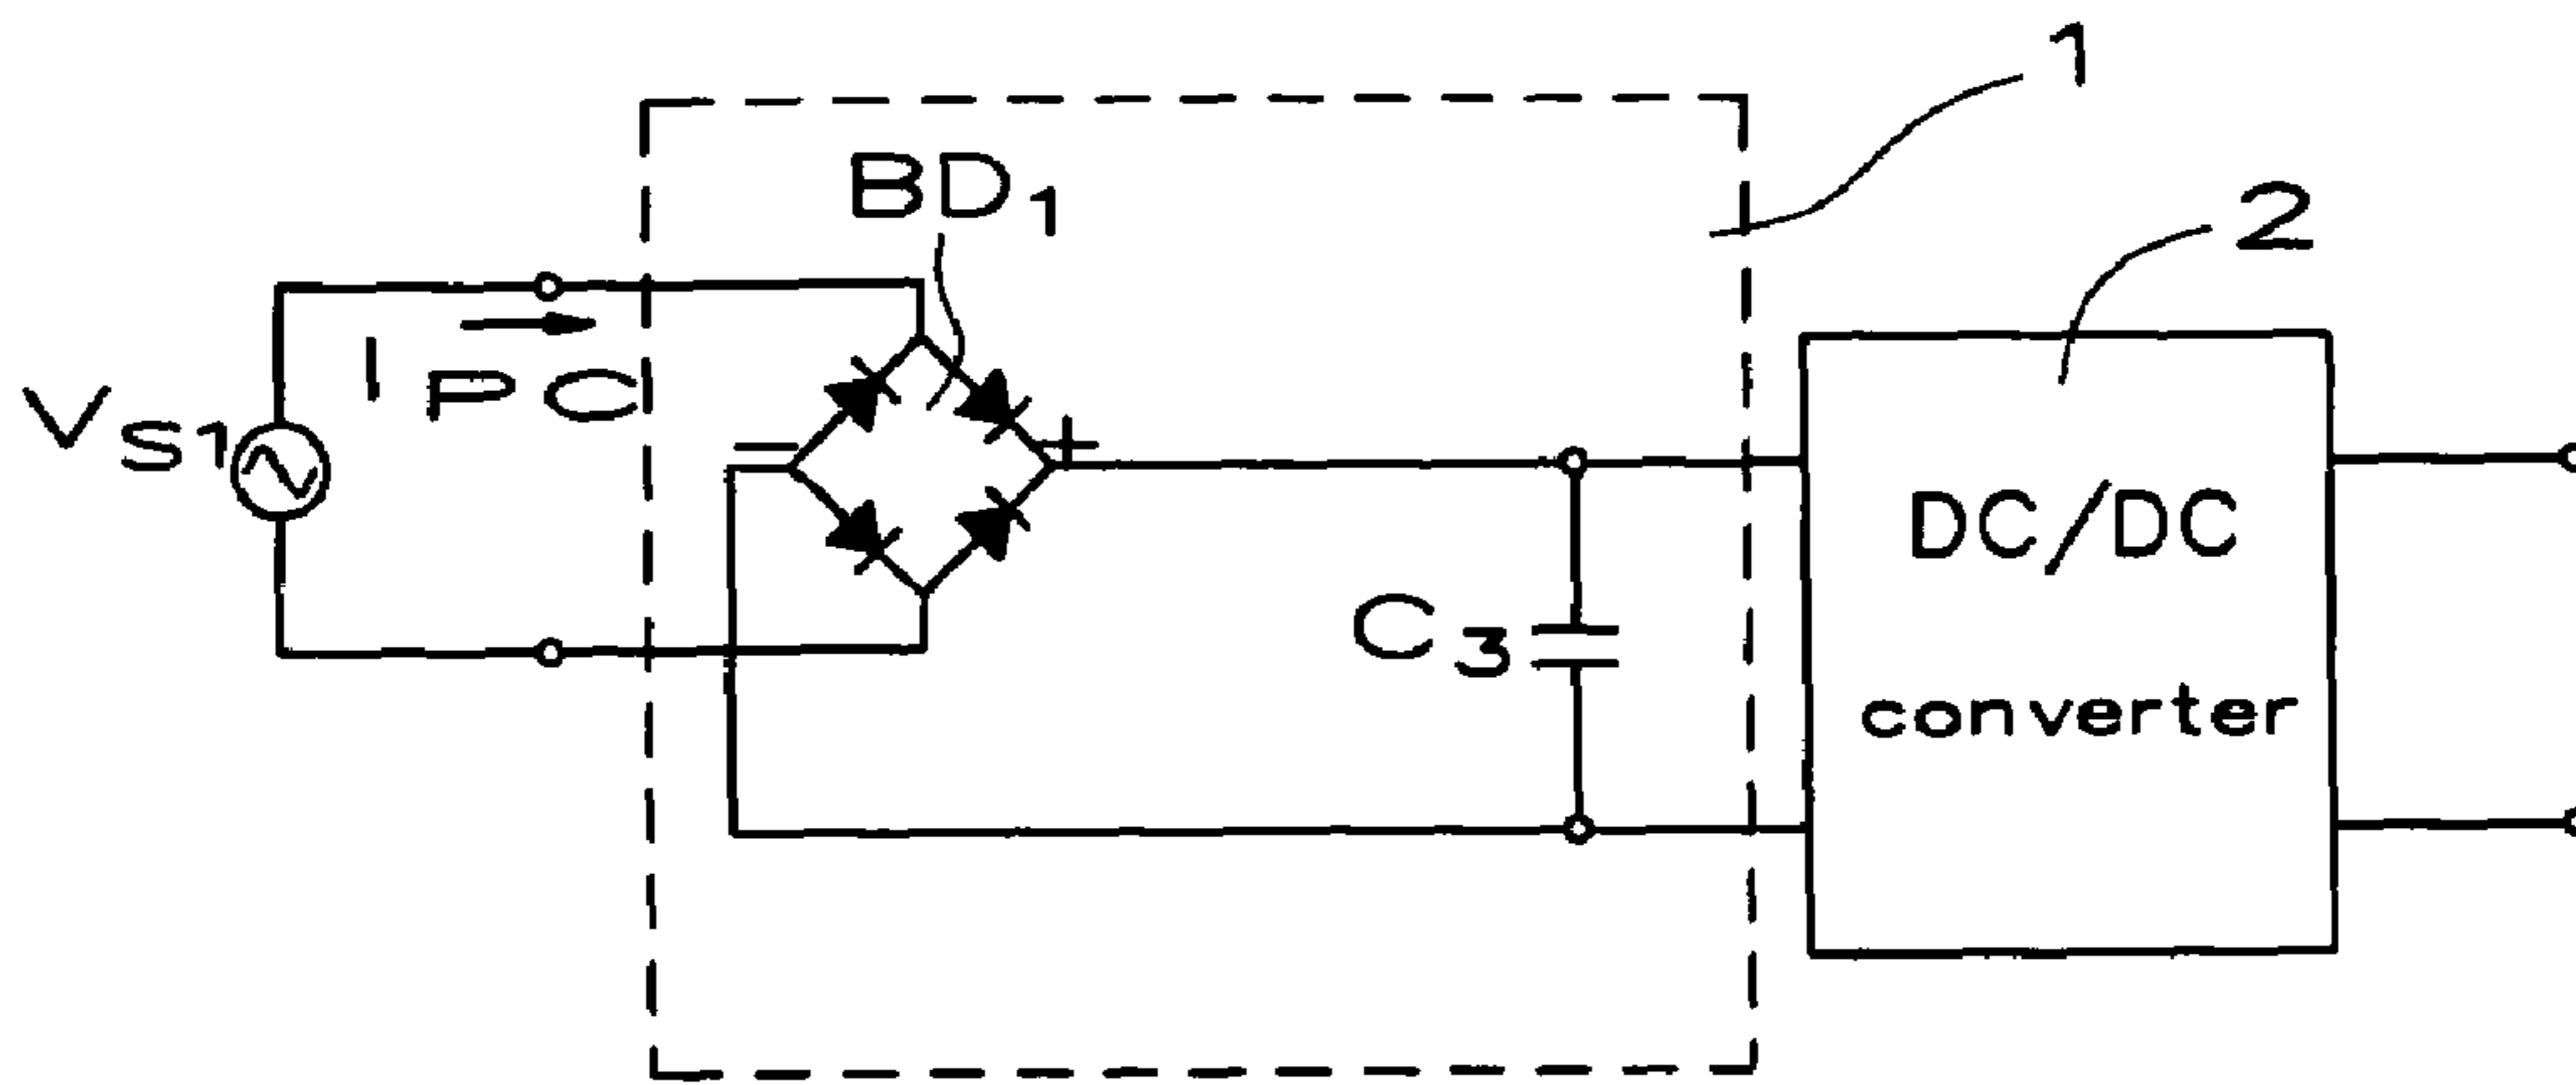 1
BD1
2
IPC
VS1
− +
DC/DC
converter
C3